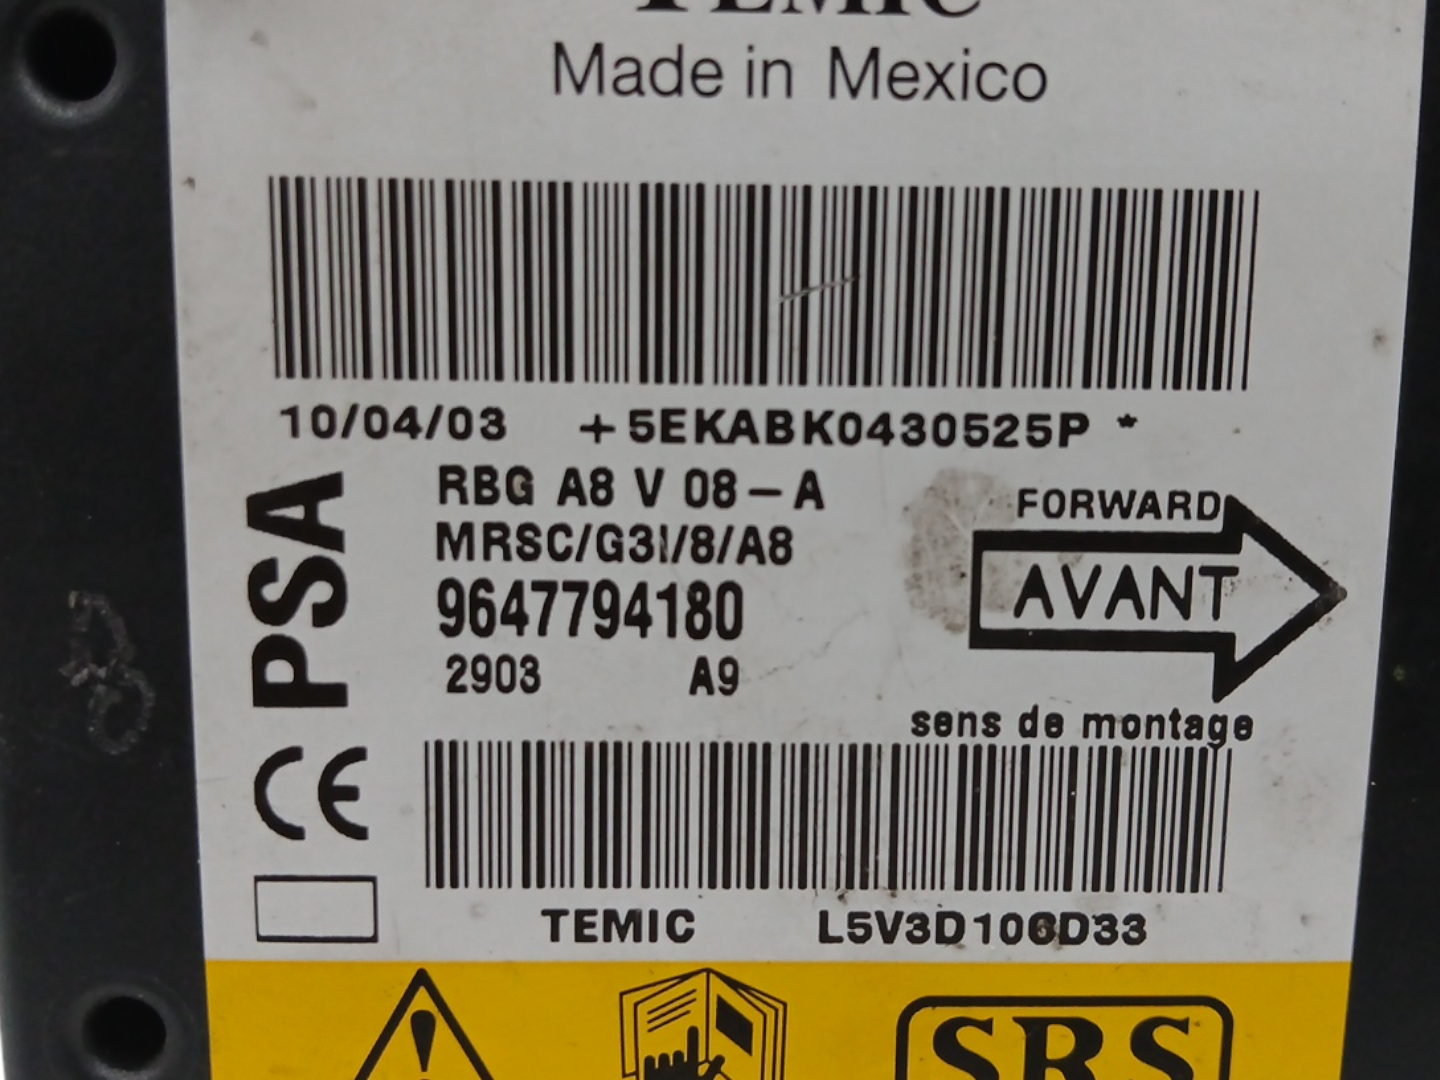 TEMIC
Made in Mexico
10/04/03 +5EKABK0430525P *
RBG A8 V 08-A
MRSC/G3I/8/A8
9647794180
2903 A9
PSA
CE
FORWARD
AVANT
sens de montage
TEMIC L5V3D106D33
SRS